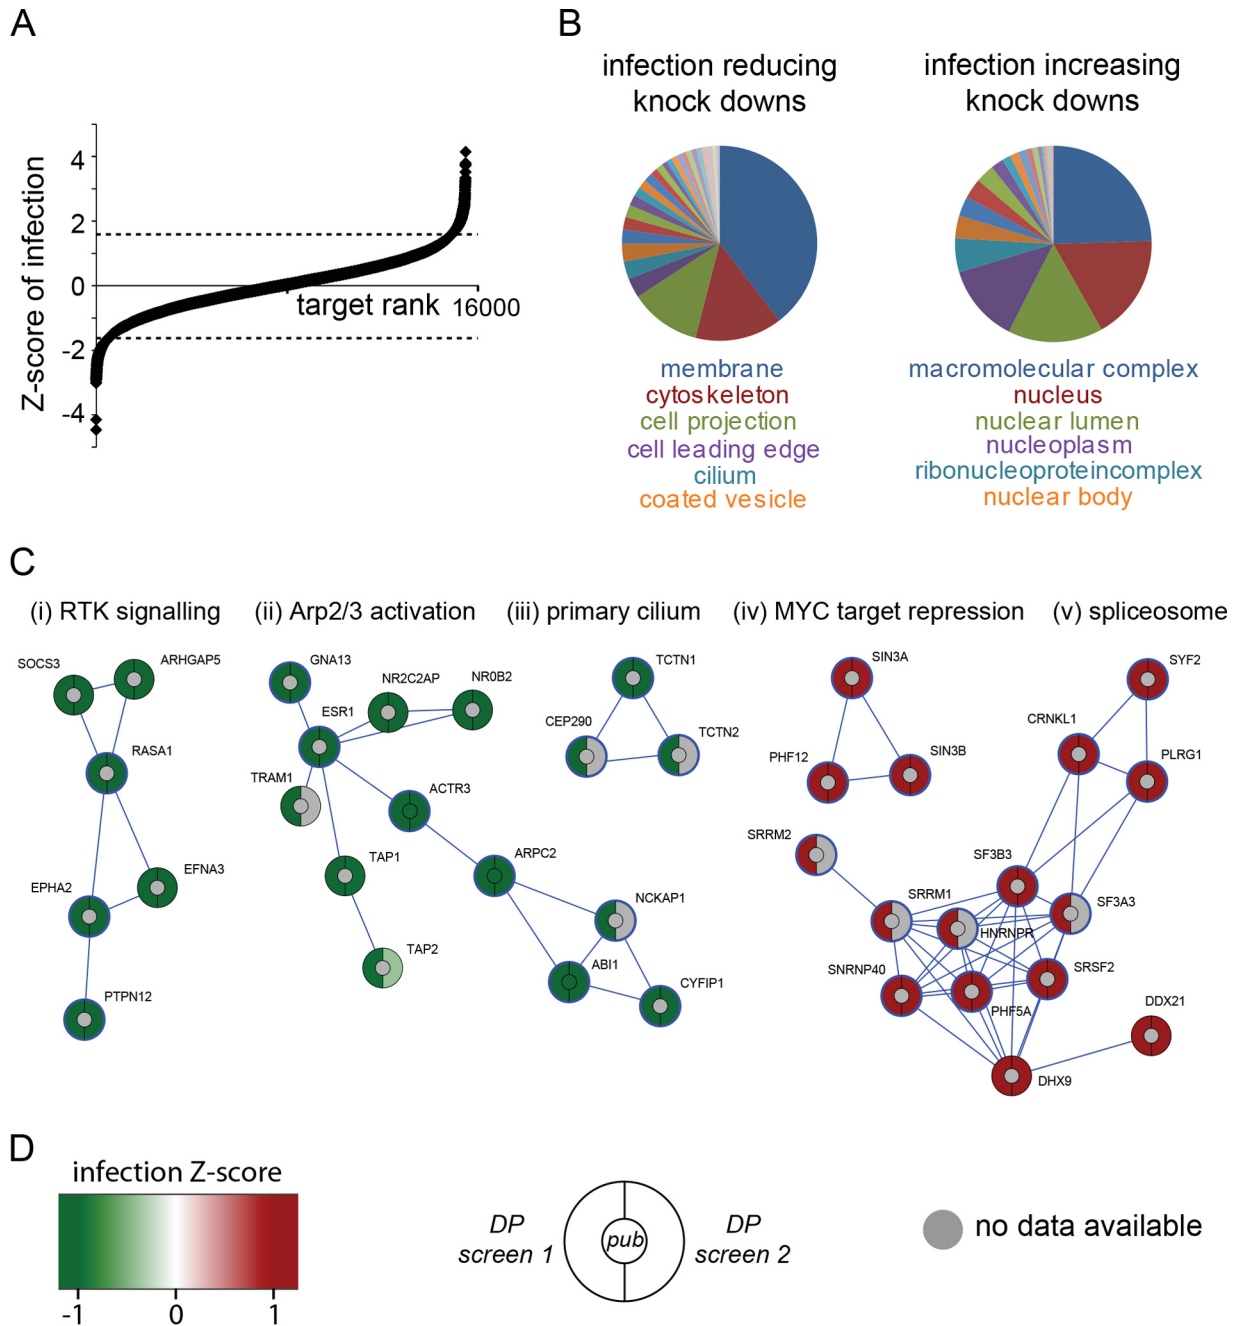 A
B
infection reducing
knock downs
infection increasing
knock downs
Z-score of infection
4
2
0
-2
-4
target rank
16000
membrane
cytoskeleton
cell projection
cell leading edge
cilium
coated vesicle
macromolecular complex
nucleus
nuclear lumen
nucleoplasm
ribonucleoproteincomplex
nuclear body
C
(i) RTK signalling
(ii) Arp2/3 activation
(iii) primary cilium
(iv) MYC target repression
(v) spliceosome
SOCS3
ARHGAP5
RASA1
EFNA3
EPHA2
PTPN12
GNA13
NR2C2AP
NR0B2
ESR1
TRAM1
ACTR3
TAP1
ARPC2
TAP2
NCKAP1
ABI1
CYFIP1
TCTN1
CEP290
TCTN2
SIN3A
PHF12
SIN3B
SYF2
CRNKL1
PLRG1
SRRM2
SF3B3
SRRM1
SF3A3
HNRNPR
SNRNP40
SRSF2
PHF5A
DDX21
DHX9
D
infection Z-score
-1
0
1
DP
screen 1
pub
DP
screen 2
no data available